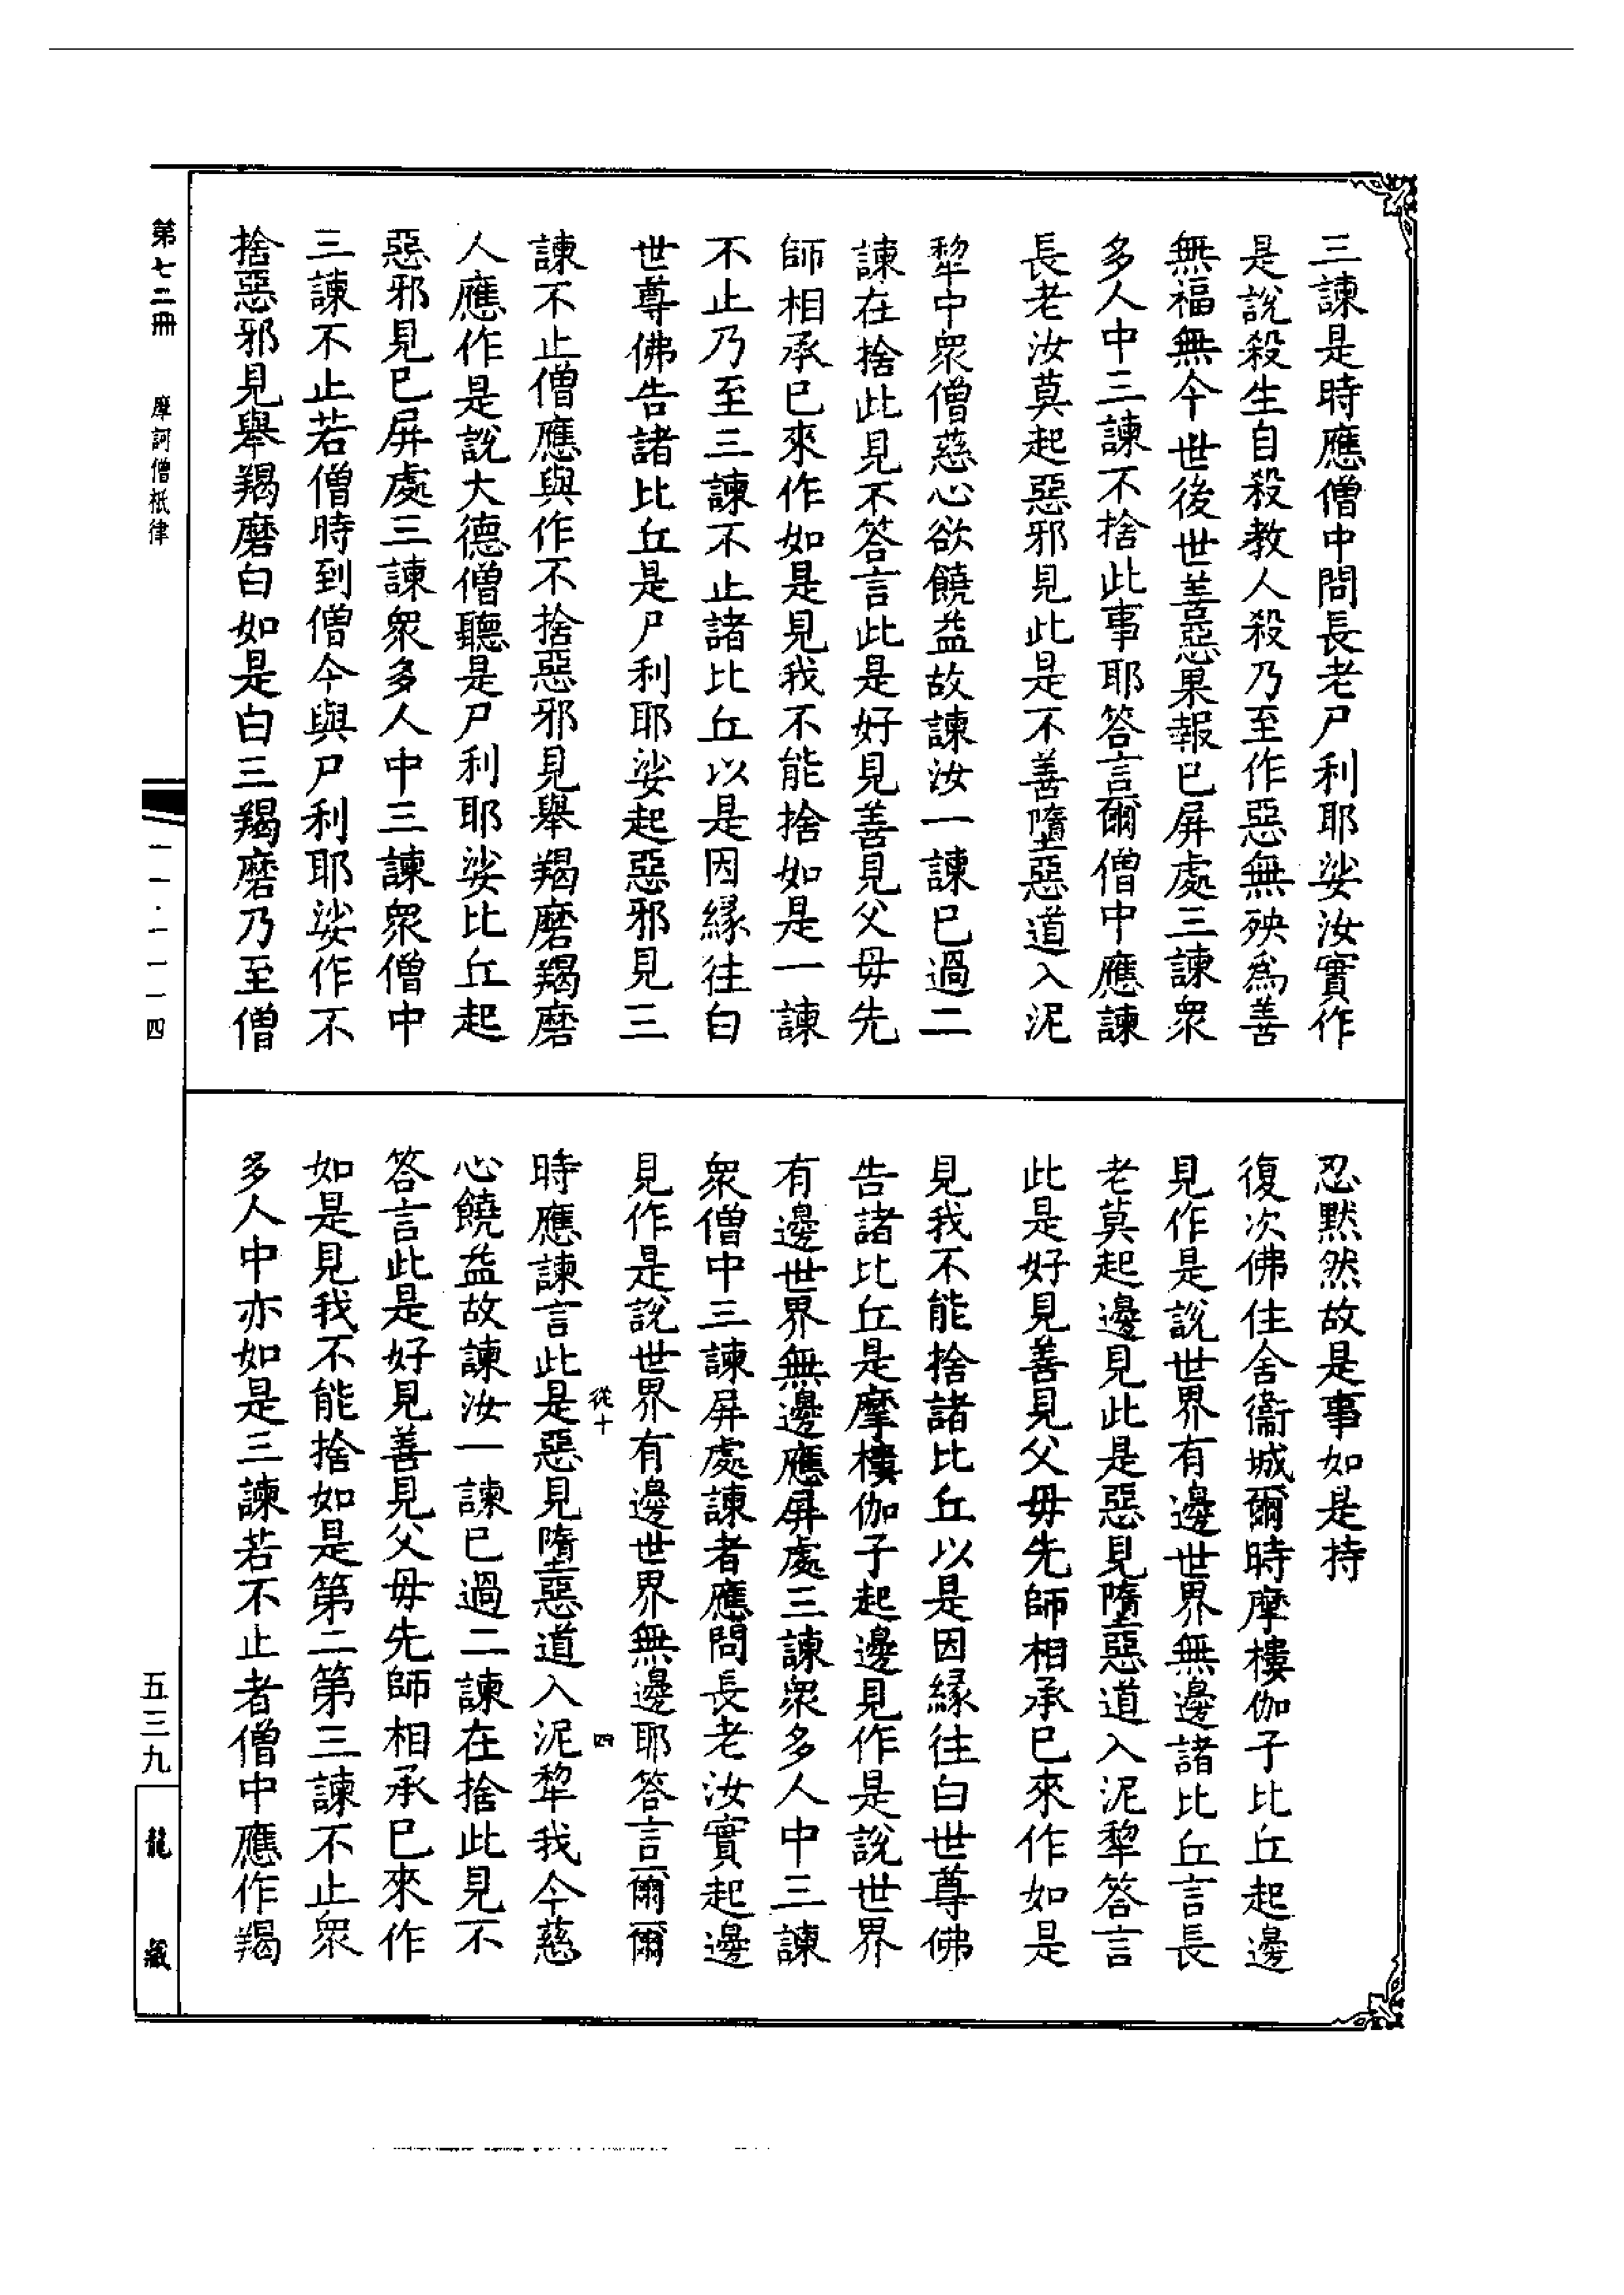 三諫是時應僧中問長老尸利耶娑汝實作
是說殺生自殺教人殺乃至作惡無殃爲善
無福無今世後世善惡果報已屏處三諫衆
多人中三諫不捨此事耶答言爾僧中應諫
長老汝莫起惡邪見此是不善墮惡道入泥
犂中衆僧慈心欲饒益故諫汝一諫已過二
諫在捨此見不答言此是好見善見父母先
師相承已來作如是見我不能捨如是一諫
不止乃至三諫不止諸比丘以是因緣往白
世尊佛告諸比丘是尸利耶娑起惡邪見三
諫不止僧應與作不捨惡邪見舉羯磨羯磨
人應作是說大德僧聽是尸利耶娑比丘起
惡邪見已屏處三諫衆多人中三諫衆僧中
三諫不止若僧時到僧今與尸利耶娑作不
捨惡邪見舉羯磨白如是白三羯磨乃至僧
忍默然故是事如是持
復次佛住舍衞城爾時摩樓伽子比丘起邊
見作是說世界有邊世界無邊諸比丘言長
老莫起邊見此是惡見墮惡道入泥犂答言
此是好見善見父母先師相承已來作如是
見我不能捨諸比丘以是因緣往白世尊佛
告諸比丘是摩樓伽子起邊見作是說世界
有邊世界無邊應屏處三諫衆多人中三諫
衆僧中三諫屏處諫者應問長老汝實起邊
見作是說世界有邊世界無邊耶答言爾爾
從十 四
時應諫言此是惡見墮惡道入泥犂我今慈
心饒益故諫汝一諫已過二諫在捨此見不
答言此是好見善見父母先師相承已來作
如是見我不能捨如是第二第三諫不止衆
多人中亦如是三諫若不止者僧中應作羯
第七二冊 摩訶僧祇律
一一·一一一四
五三九
龍藏